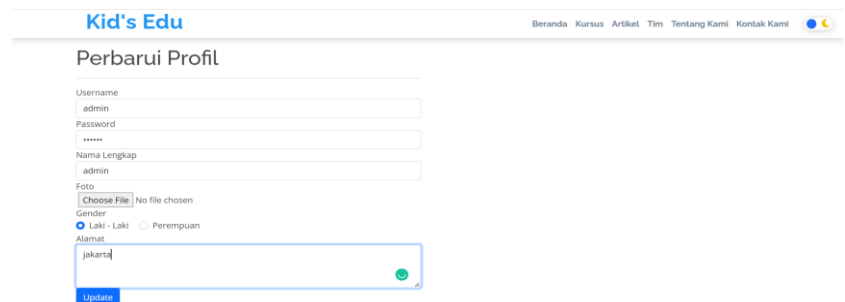 Kid's Edu
Beranda Kursus Artikel Tim Tentang Kami Kontak Kami
Perbarui Profil
Username
admin
Password
••••••
Nama Lengkap
admin
Foto
Choose File No file chosen
Gender
Laki - Laki Perempuan
Alamat
jakarta
Update